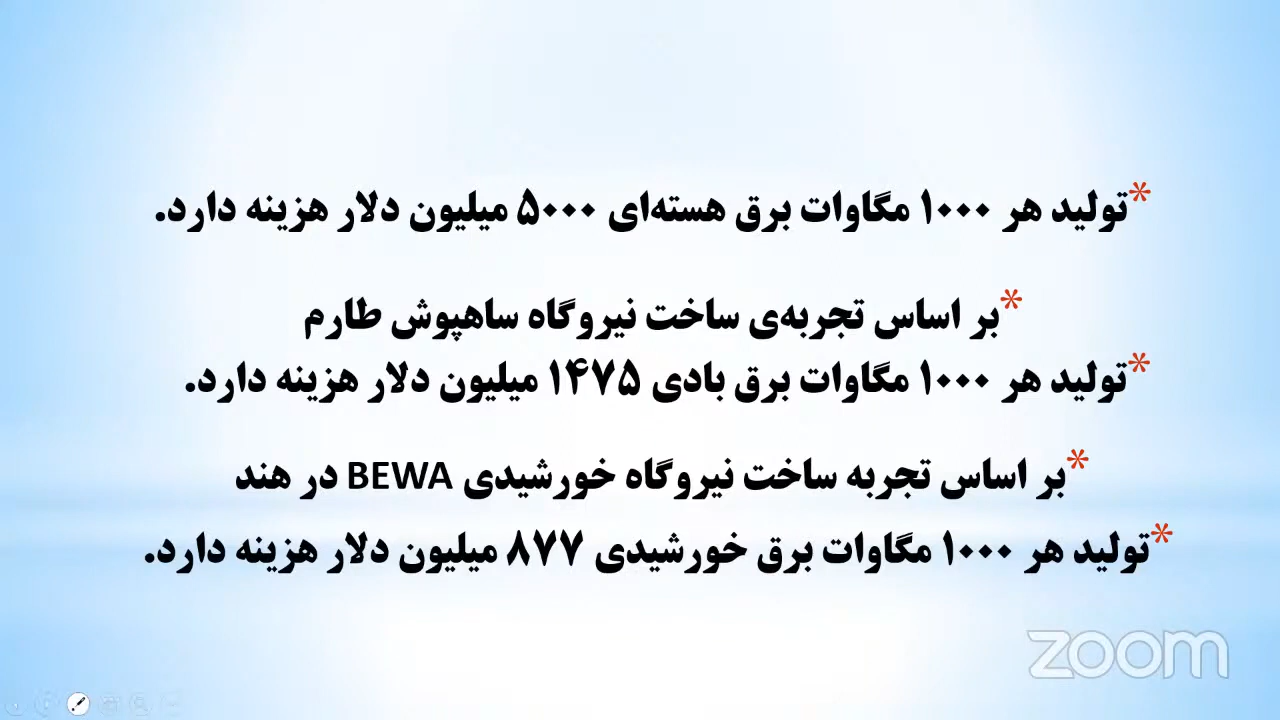 *تولید هر ۱۰۰۰ مگاوات برق هسته‌ای ۵۰۰۰ میلیون دلار هزینه دارد.
*بر اساس تجربه‌ی ساخت نیروگاه ساهپوش طارم
*تولید هر ۱۰۰۰ مگاوات برق بادی ۱۴۷۵ میلیون دلار هزینه دارد.
*بر اساس تجربه ساخت نیروگاه خورشیدی BEWA در هند
*تولید هر ۱۰۰۰ مگاوات برق خورشیدی ۸۷۷ میلیون دلار هزینه دارد.
zoom